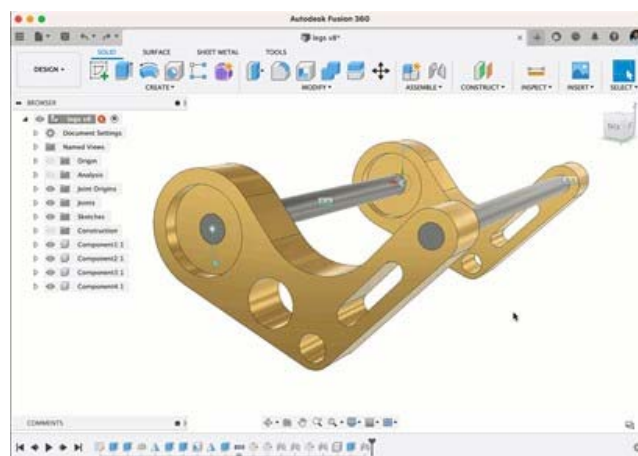 Autodesk Fusion 360
legs v8*
SOLID SURFACE SHEET METAL TOOLS
DESIGN
CREATE MODIFY ASSEMBLE CONSTRUCT INSPECT INSERT SELECT
BROWSER
legs v8
Document Settings
Named Views
Origin
Analysis
Joint Origins
Joints
Sketches
Construction
Component1:1
Component2:1
Component3:1
Component4:1
COMMENTS